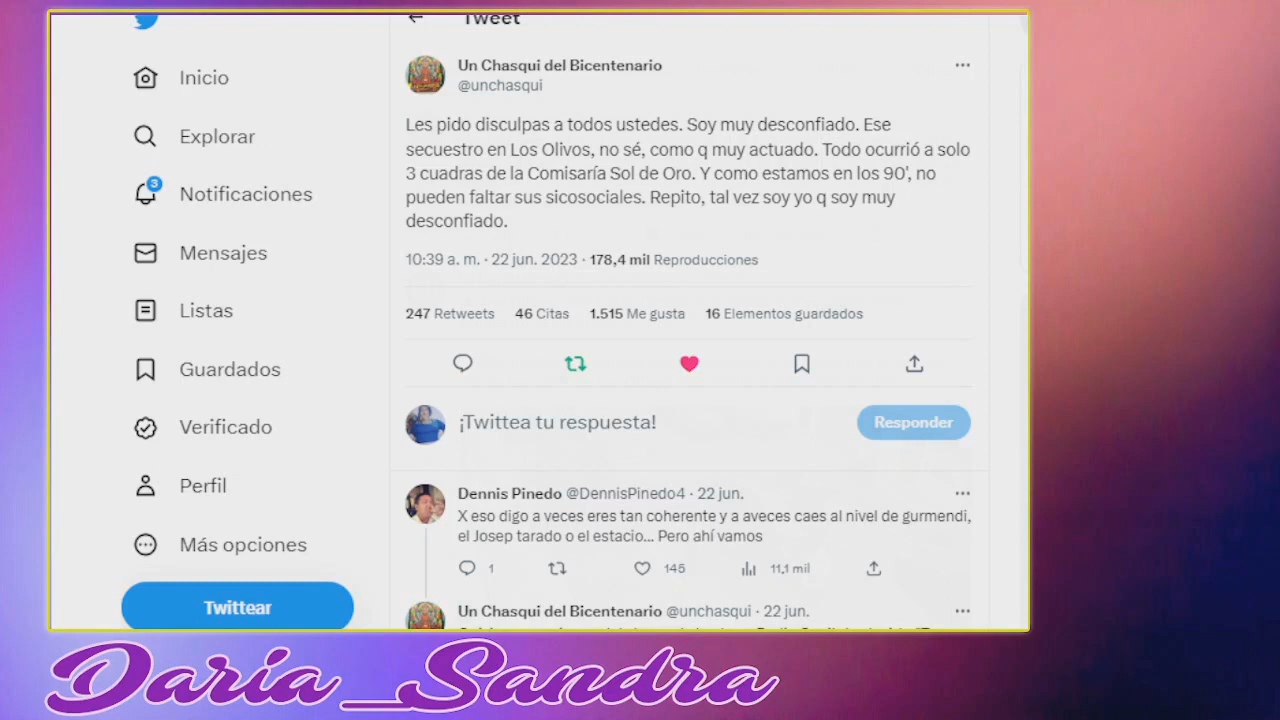 Tweet
Inicio
Explorar
3
Notificaciones
Mensajes
Listas
Guardados
Verificado
Perfil
Más opciones
Twittear
Un Chasqui del Bicentenario
@unchasqui
Les pido disculpas a todos ustedes. Soy muy desconfiado. Ese
secuestro en Los Olivos, no sé, como q muy actuado. Todo ocurrió a solo
3 cuadras de la Comisaría Sol de Oro. Y como estamos en los 90', no
pueden faltar sus sicosociales. Repito, tal vez soy yo q soy muy
desconfiado.
10:39 a. m. · 22 jun. 2023 · 178,4 mil Reproducciones
247 Retweets 46 Citas 1.515 Me gusta 16 Elementos guardados
¡Twittea tu respuesta!
Responder
Dennis Pinedo @DennisPinedo4 · 22 jun.
X eso digo a veces eres tan coherente y a aveces caes al nivel de gurmendi,
el Josep tarado o el estacio... Pero ahí vamos
1 145 11,1 mil
Un Chasqui del Bicentenario @unchasqui · 22 jun.
Daria_Sandra